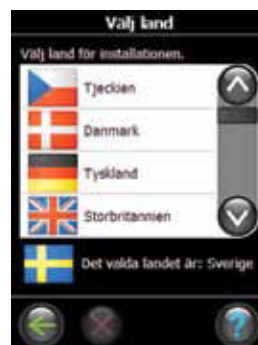 Välj land
Välj land för installationen.
Tjeckien
Danmark
Tyskland
Storbritannien
Det valda landet är: Sverige
?